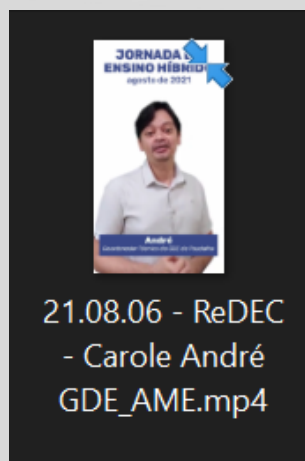 JORNADA
ENSINO HÍBRIDO
agosto de 2021
André
21.08.06 - ReDEC
- Carole André
GDE_AME.mp4